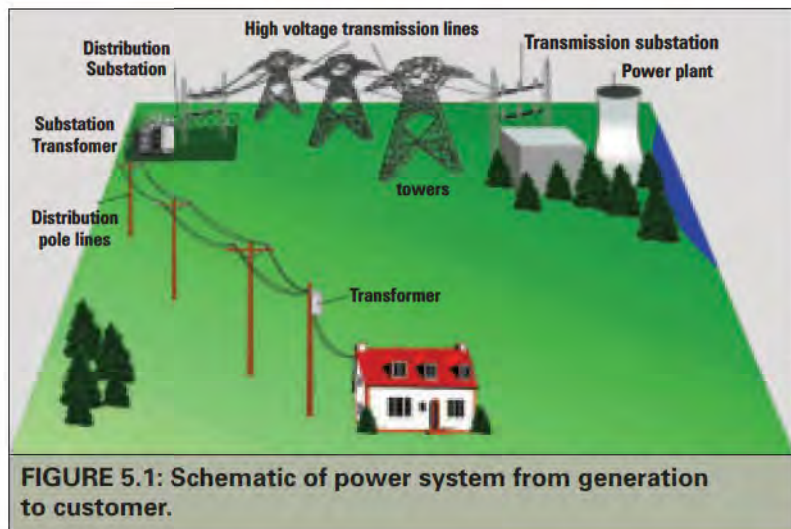 High voltage transmission lines
Distribution
Substation
Transmission substation
Power plant
Substation
Transfomer
towers
Distribution
pole lines
Transformer
FIGURE 5.1: Schematic of power system from generation
to customer.